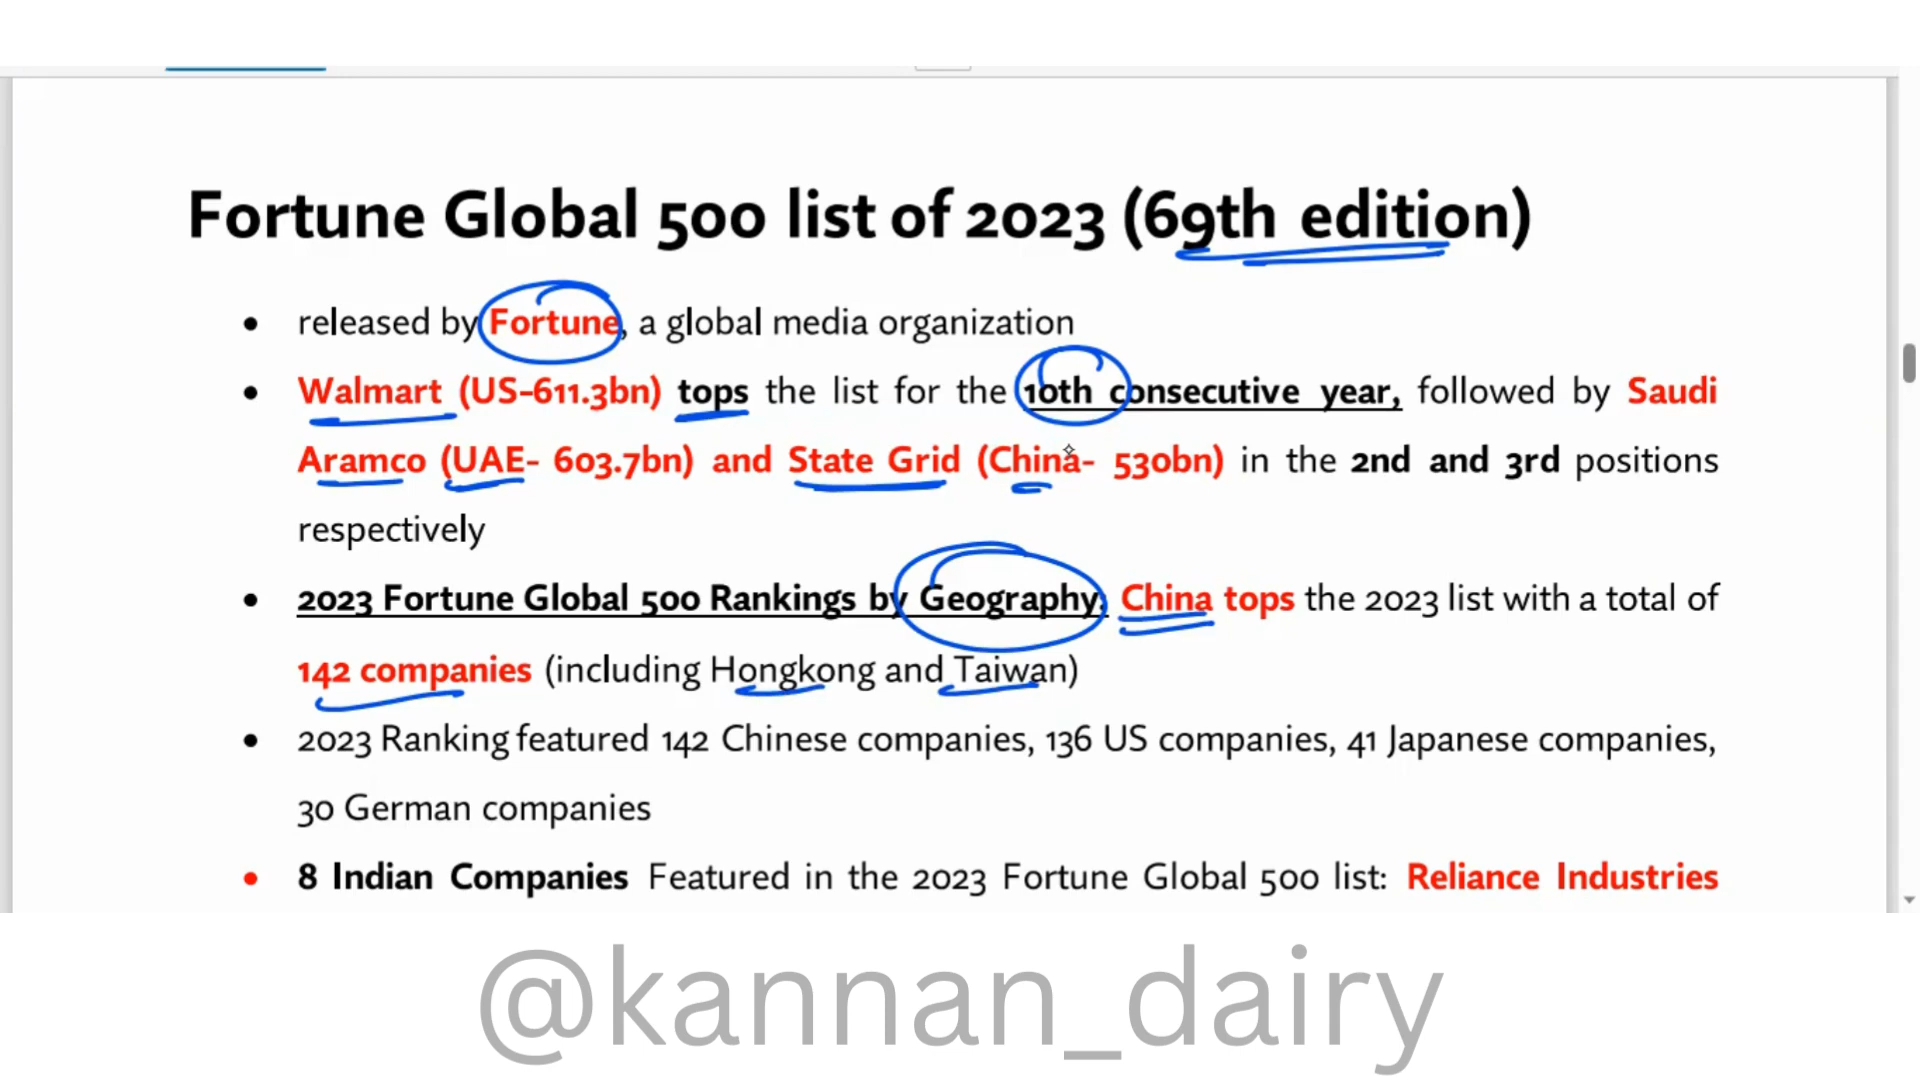 Fortune Global 500 list of 2023 (69th edition)
• released by Fortune, a global media organization
• Walmart (US-611.3bn) tops the list for the 10th consecutive year, followed by Saudi
Aramco (UAE- 603.7bn) and State Grid (China- 530bn) in the 2nd and 3rd positions
respectively
• 2023 Fortune Global 500 Rankings by Geography: China tops the 2023 list with a total of
142 companies (including Hongkong and Taiwan)
• 2023 Ranking featured 142 Chinese companies, 136 US companies, 41 Japanese companies,
30 German companies
• 8 Indian Companies Featured in the 2023 Fortune Global 500 list: Reliance Industries
@kannan_dairy